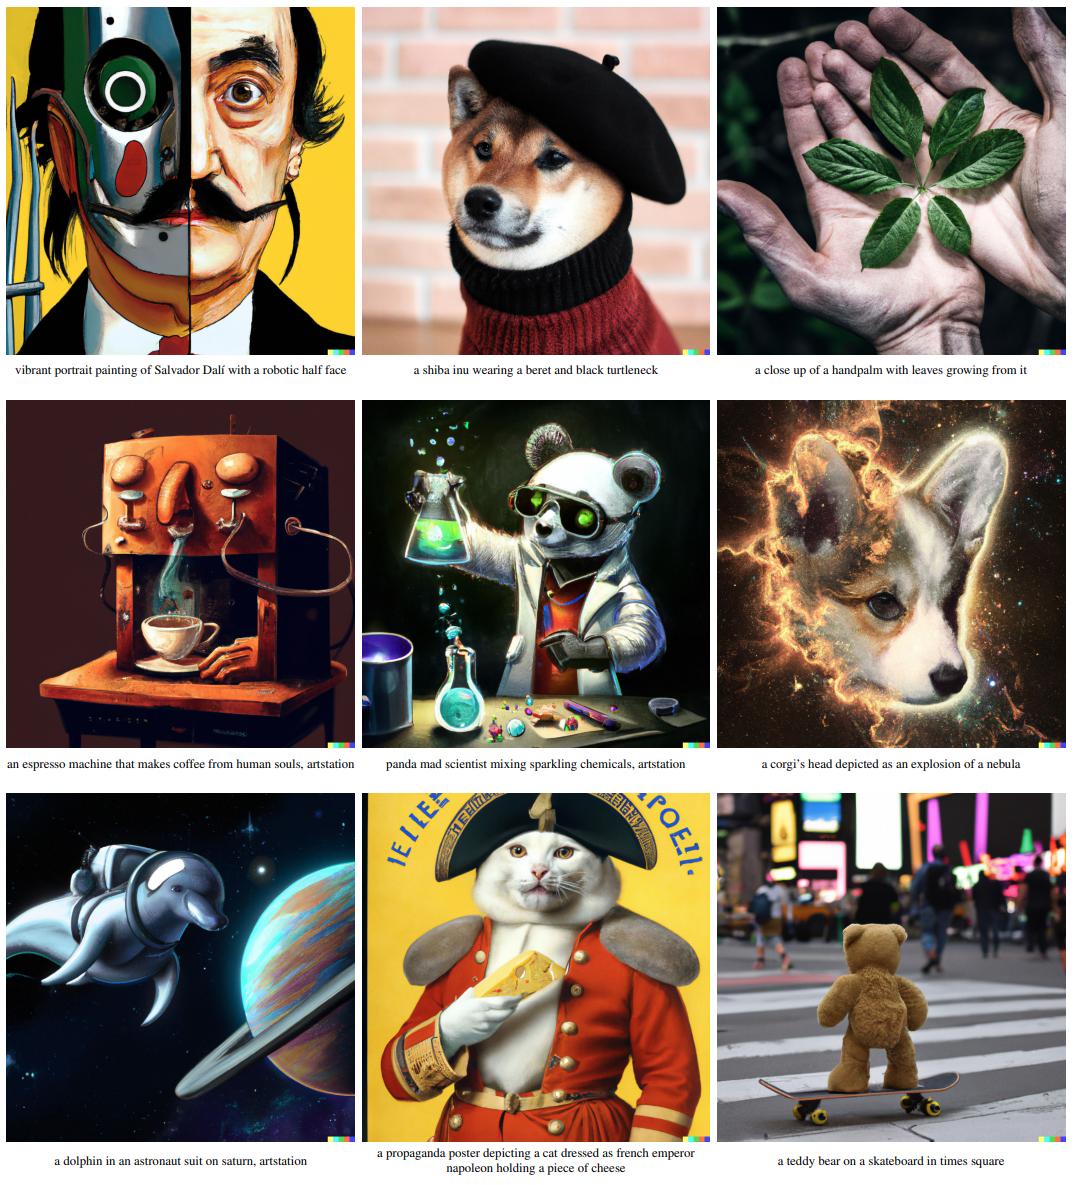 vibrant portrait painting of Salvador Dalí with a robotic half face
a shiba inu wearing a beret and black turtleneck
a close up of a handpalm with leaves growing from it
an espresso machine that makes coffee from human souls, artstation
panda mad scientist mixing sparkling chemicals, artstation
a corgi's head depicted as an explosion of a nebula
a dolphin in an astronaut suit on saturn, artstation
a propaganda poster depicting a cat dressed as french emperor
napoleon holding a piece of cheese
a teddy bear on a skateboard in times square